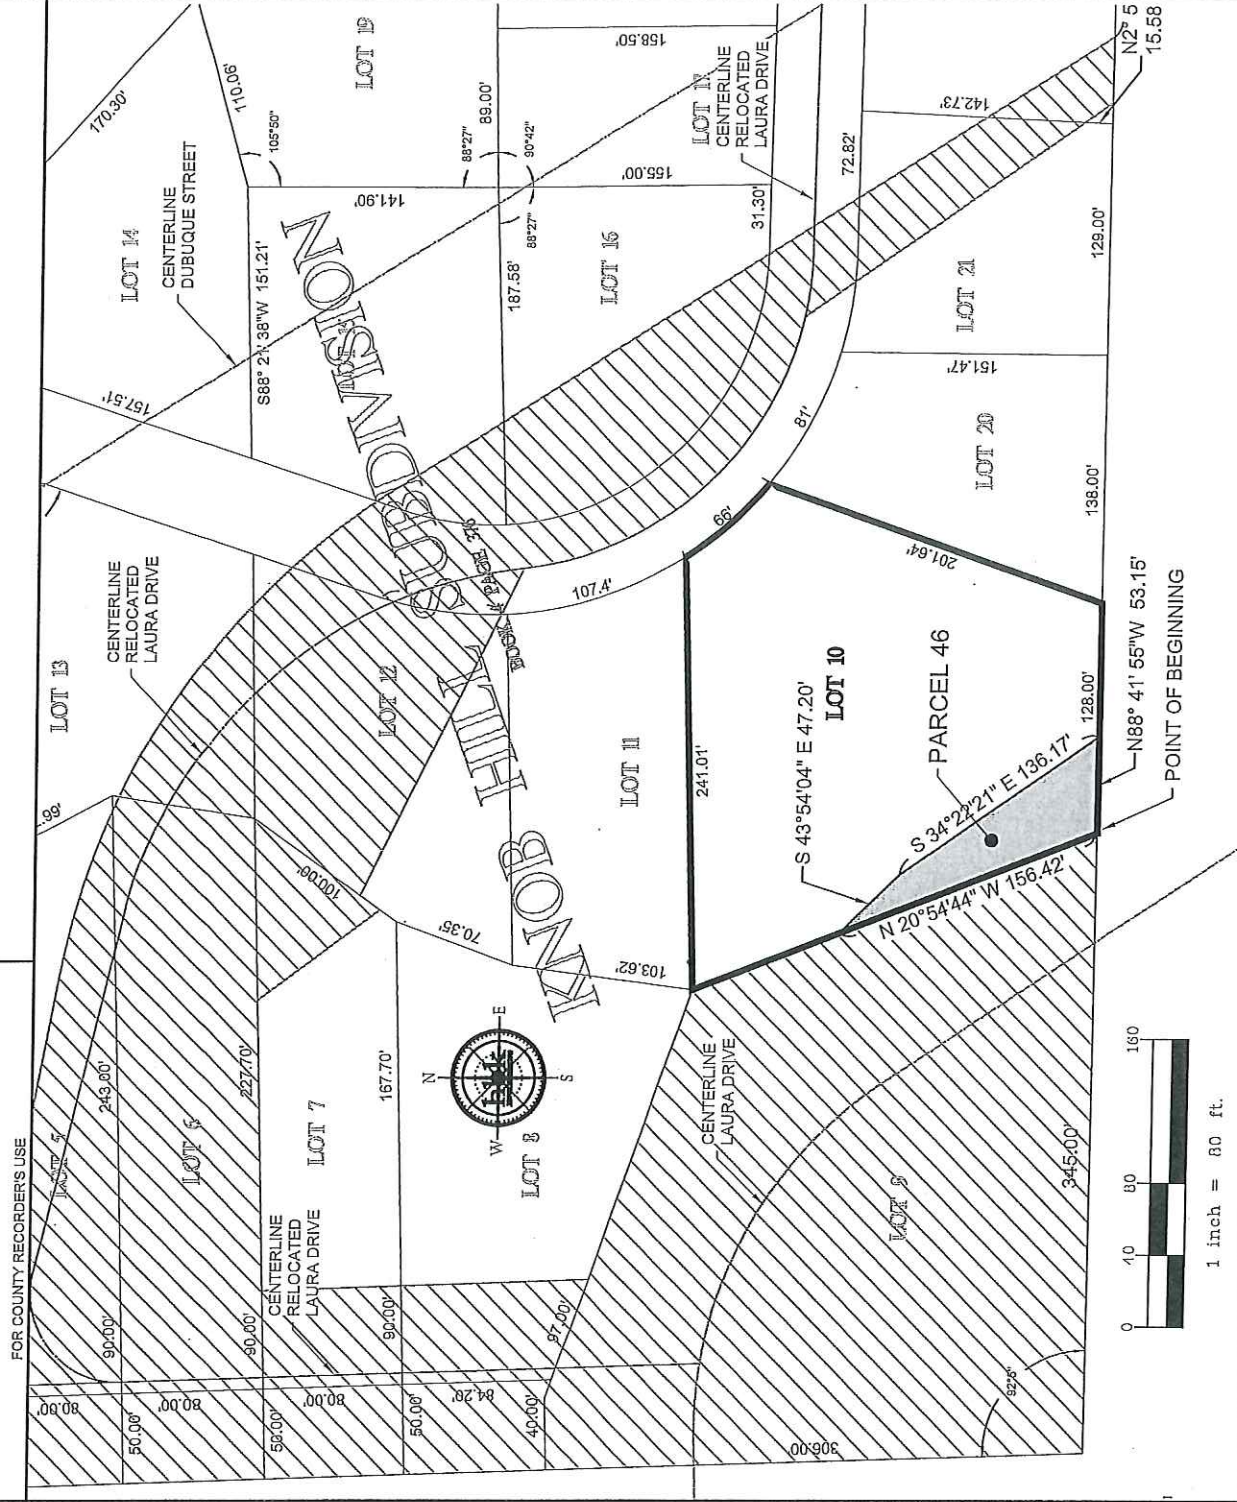 FOR COUNTY RECORDER'S USE
170.30'
110.06'
105°50"
LOT 19
158.50'
89.00'
88°27"
90°42"
88°27"
141.90'
155.00'
LOT 14
CENTERLINE
DUBUQUE STREET
S88° 21' 38"W 151.21'
187.58'
LOT 16
31.30'
LOT 17
CENTERLINE
RELOCATED
LAURA DRIVE
72.82'
142.73'
N2° 5
15.58
129.00'
LOT 21
151.47'
LOT 20
138.00'
81'
66'
157.51'
107.4'
201.64'
CENTERLINE
RELOCATED
LAURA DRIVE
LOT 13
LOT 12
KNOB HILL SUBDIVISION
BOOK 4 PAGE 376
99'
100.00'
70.35'
103.62'
LOT 11
241.01'
LOT 10
PARCEL 46
S 43°54'04" E 47.20'
S 34°22'21" E 136.17'
N 20°54'44" W 156.42'
128.00'
N88° 41' 55"W 53.15'
POINT OF BEGINNING
243.00'
227.70'
167.70'
LOT 5
LOT 6
LOT 7
LOT 8
N
E
S
W
CENTERLINE
LAURA DRIVE
LOT 9
345.00'
306.00'
92°5"
CENTERLINE
RELOCATED
LAURA DRIVE
90.00'
90.00'
90.00'
97.00'
80.00'
80.00'
80.00'
84.20'
50.00'
50.00'
50.00'
40.00'
0
40
80
160
1 inch = 80 ft.